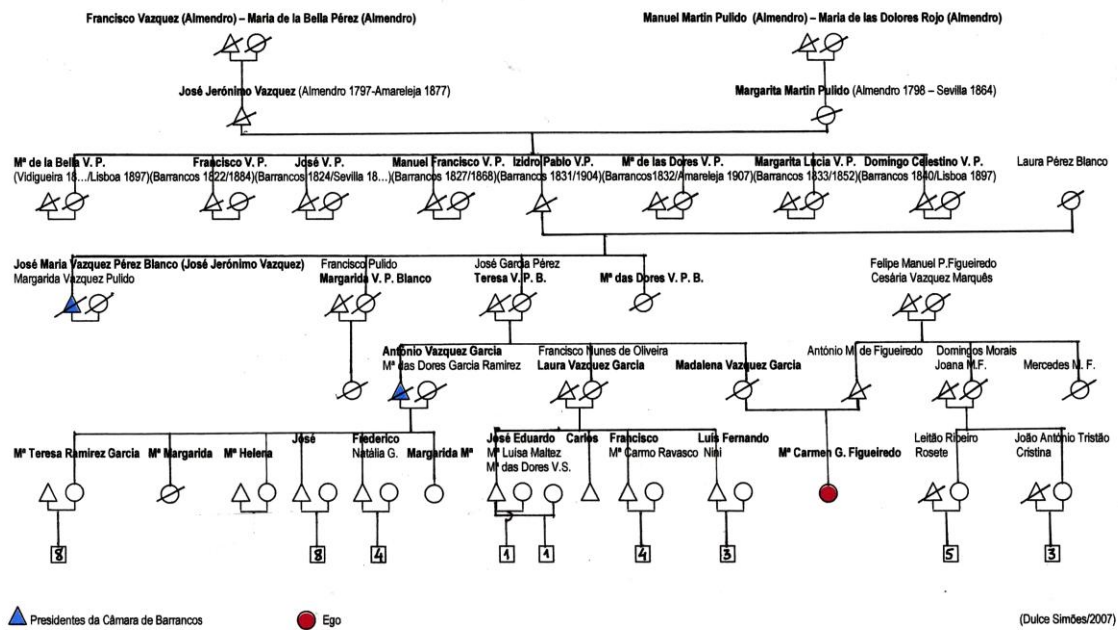 Francisco Vazquez (Almendro) – Maria de la Bella Pérez (Almendro)
Manuel Martin Pulido (Almendro) – Maria de las Dolores Rojo (Almendro)
José Jerónimo Vazquez (Almendro 1797-Amareleja 1877)
Margarita Martin Pulido (Almendro 1798 – Sevilla 1864)
Mª de la Bella V. P. Francisco V. P. José V. P. Manuel Francisco V. P. Izidro Pablo V.P. Mª de las Dores V. P. Margarita Lucia V. P. Domingo Celestino V. P. Laura Pérez Blanco
(Vidigueira 18.../Lisboa 1897)(Barrancos 1822/1884)(Barrancos 1824/Sevilla 18...)(Barrancos 1827/1868)(Barrancos 1831/1904)(Barrancos1832/Amareleja 1907)(Barrancos 1833/1852)(Barrancos 1840/Lisboa 1897)
José Maria Vazquez Pérez Blanco (José Jerónimo Vazquez)
Margarida Vazquez Pulido
Francisco Pulido
Margarida V. P. Blanco
José Garcia Pérez
Teresa V. P. B.
Mª das Dores V. P. B.
Felipe Manuel P.Figueiredo
Cesária Vazquez Marquês
António Vazquez Garcia
Mª das Dores Garcia Ramirez
Francisco Nunes de Oliveira
Laura Vazquez Garcia
Madalena Vazquez Garcia
António M. de Figueiredo
Domingos Morais
Joana M.F.
Mercedes M. F.
Mª Teresa Ramirez Garcia
Mª Margarida
Mª Helena
José
Frederico
Natália G.
Margarida Mª
José Eduardo
Mª Luísa Maltez
Mª das Dores V.S.
Carlos
Francisco
Mª Carmo Ravasco
Luis Fernando
Nini
Mª Carmen G. Figueiredo
Leitão Ribeiro
Rosete
João António Tristão
Cristina
8 8 4 1 1 4 3 5 3
Presidentes da Câmara de Barrancos
Ego
(Dulce Simões/2007)